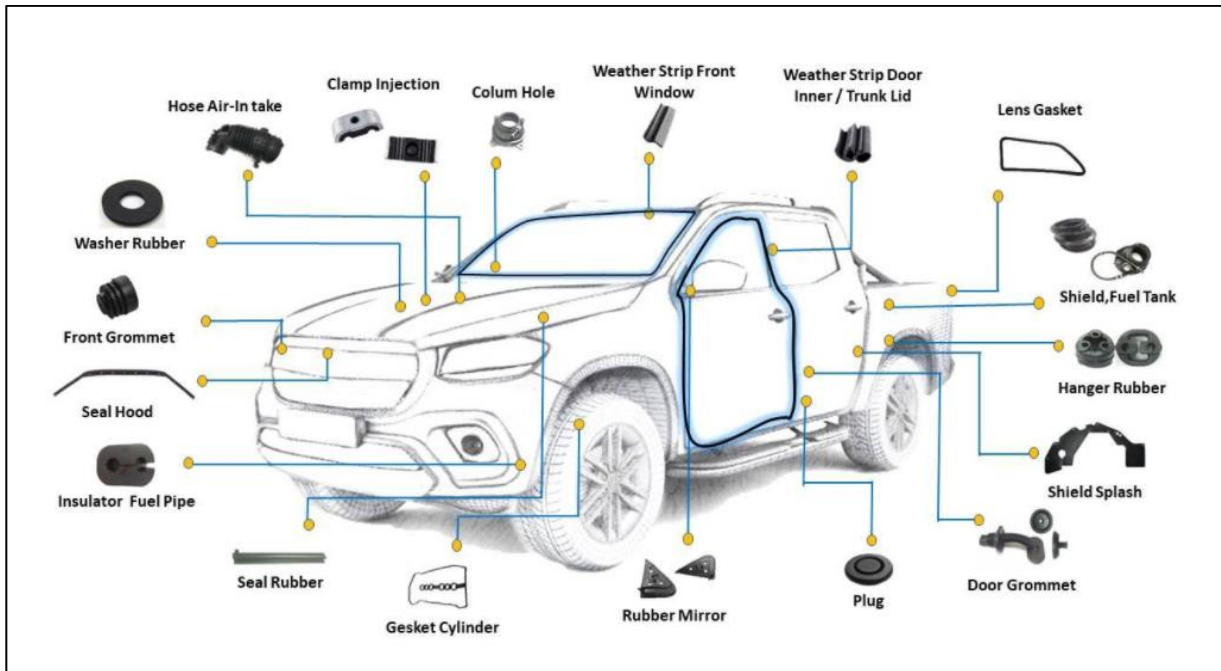 Weather Strip Front
Window
Weather Strip Door
Inner / Trunk Lid
Clamp Injection
Colum Hole
Hose Air-In take
Lens Gasket
Washer Rubber
Shield,Fuel Tank
Front Grommet
Hanger Rubber
Seal Hood
Insulator Fuel Pipe
Shield Splash
Seal Rubber
Door Grommet
Plug
Rubber Mirror
Gesket Cylinder